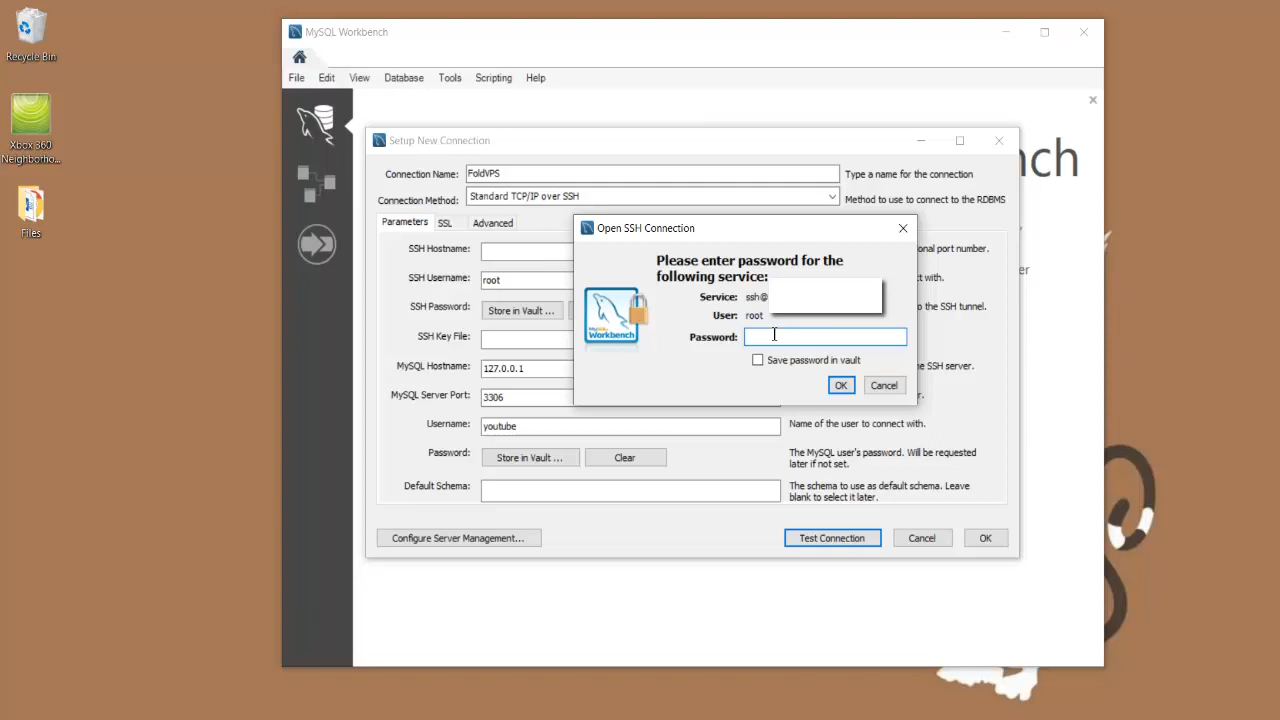 Recycle Bin
Xbox 360
Neighborho...
Files
MySQL Workbench
File Edit View Database Tools Scripting Help
nch
Setup New Connection
Connection Name: FoldVPS Type a name for the connection
Connection Method: Standard TCP/IP over SSH Method to use to connect to the RDBMS
Parameters SSL Advanced
SSH Hostname: onal port number.
SSH Username: root ct with.
SSH Password: Store in Vault ... o the SSH tunnel.
SSH Key File:
MySQL Hostname: 127.0.0.1 e SSH server.
MySQL Server Port: 3306 r.
Username: youtube Name of the user to connect with.
Password: Store in Vault ... Clear The MySQL user's password. Will be requested
later if not set.
Default Schema: The schema to use as default schema. Leave
blank to select it later.
Configure Server Management... Test Connection Cancel OK
Open SSH Connection
Please enter password for the
following service:
Service: ssh@
User: root
Password:
Save password in vault
OK Cancel
MySQL
Workbench